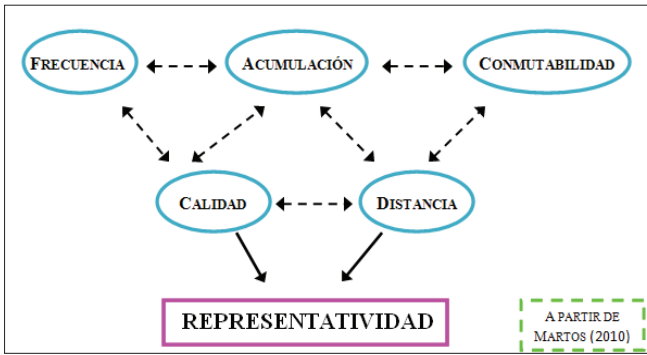 FRECUENCIA
ACUMULACIÓN
CONMUTABILIDAD
CALIDAD
DISTANCIA
REPRESENTATIVIDAD
A PARTIR DE
MARTOS (2010)